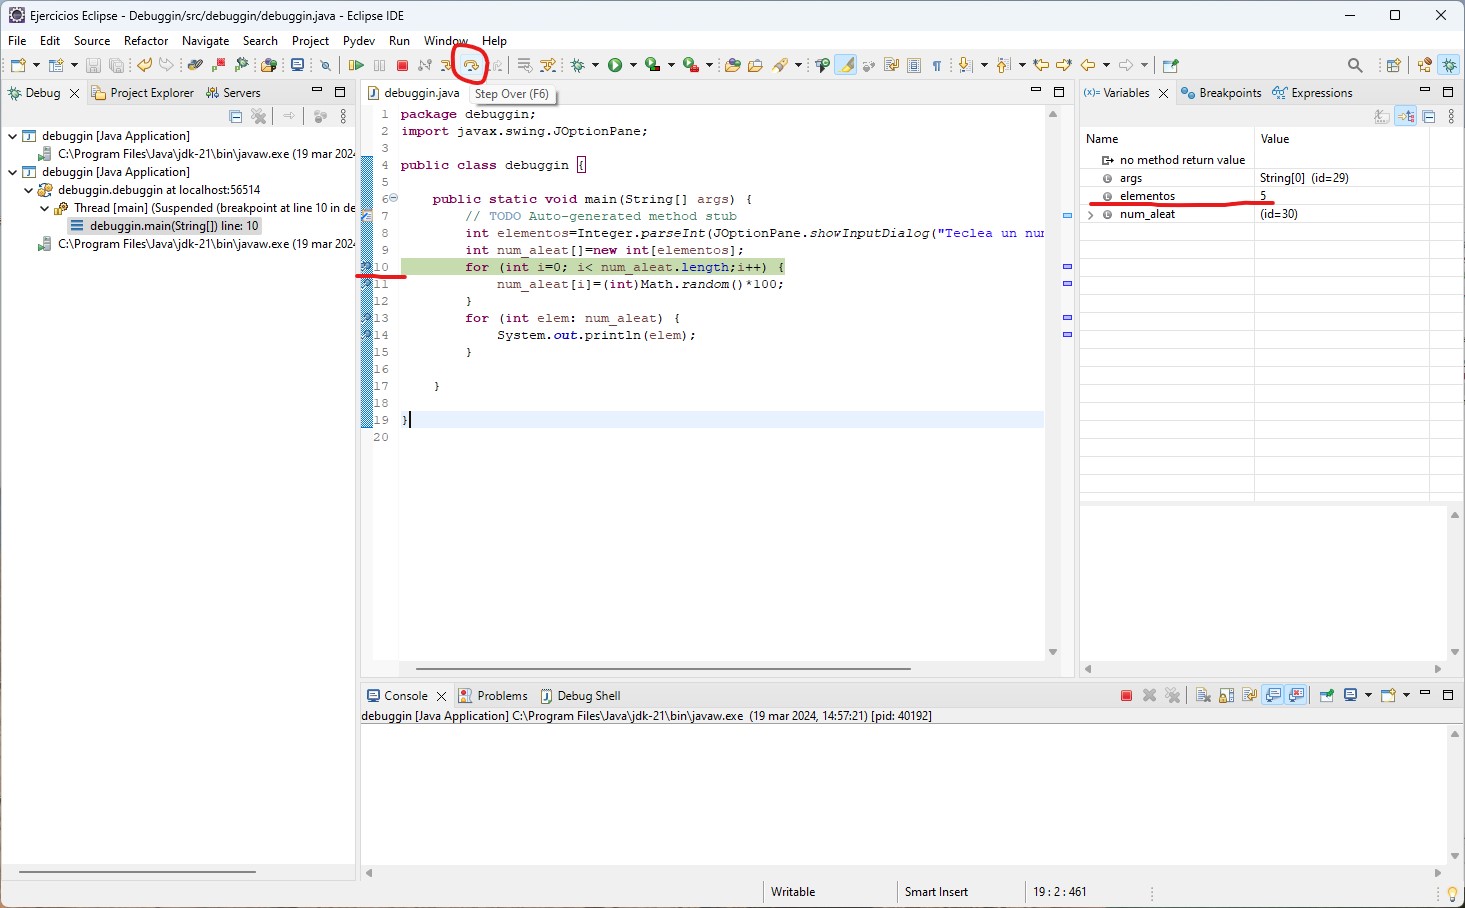 Ejercicios Eclipse - Debuggin/src/debuggin/debuggin.java - Eclipse IDE
File Edit Source Refactor Navigate Search Project Pydev Run Window Help
Debug Project Explorer Servers
debuggin [Java Application]
C:\Program Files\Java\jdk-21\bin\javaw.exe (19 mar 2024
debuggin [Java Application]
debuggin.debuggin at localhost:56514
Thread [main] (Suspended (breakpoint at line 10 in de
debuggin.main(String[]) line: 10
C:\Program Files\Java\jdk-21\bin\javaw.exe (19 mar 2024
debuggin.java
Step Over (F6)
1 package debuggin;
2 import javax.swing.JOptionPane;
3
4 public class debuggin {
5
6 public static void main(String[] args) {
7 // TODO Auto-generated method stub
8 int elementos=Integer.parseInt(JOptionPane.showInputDialog("Teclea un nu
9 int num_aleat[]=new int[elementos];
10 for (int i=0; i< num_aleat.length;i++) {
11 num_aleat[i]=(int)Math.random()*100;
12 }
13 for (int elem: num_aleat) {
14 System.out.println(elem);
15 }
16
17 }
18
19 }
20
Variables Breakpoints Expressions
Name Value
no method return value
args String[0] (id=29)
elementos 5
num_aleat (id=30)
Console Problems Debug Shell
debuggin [Java Application] C:\Program Files\Java\jdk-21\bin\javaw.exe (19 mar 2024, 14:57:21) [pid: 40192]
Writable Smart Insert 19 : 2 : 461